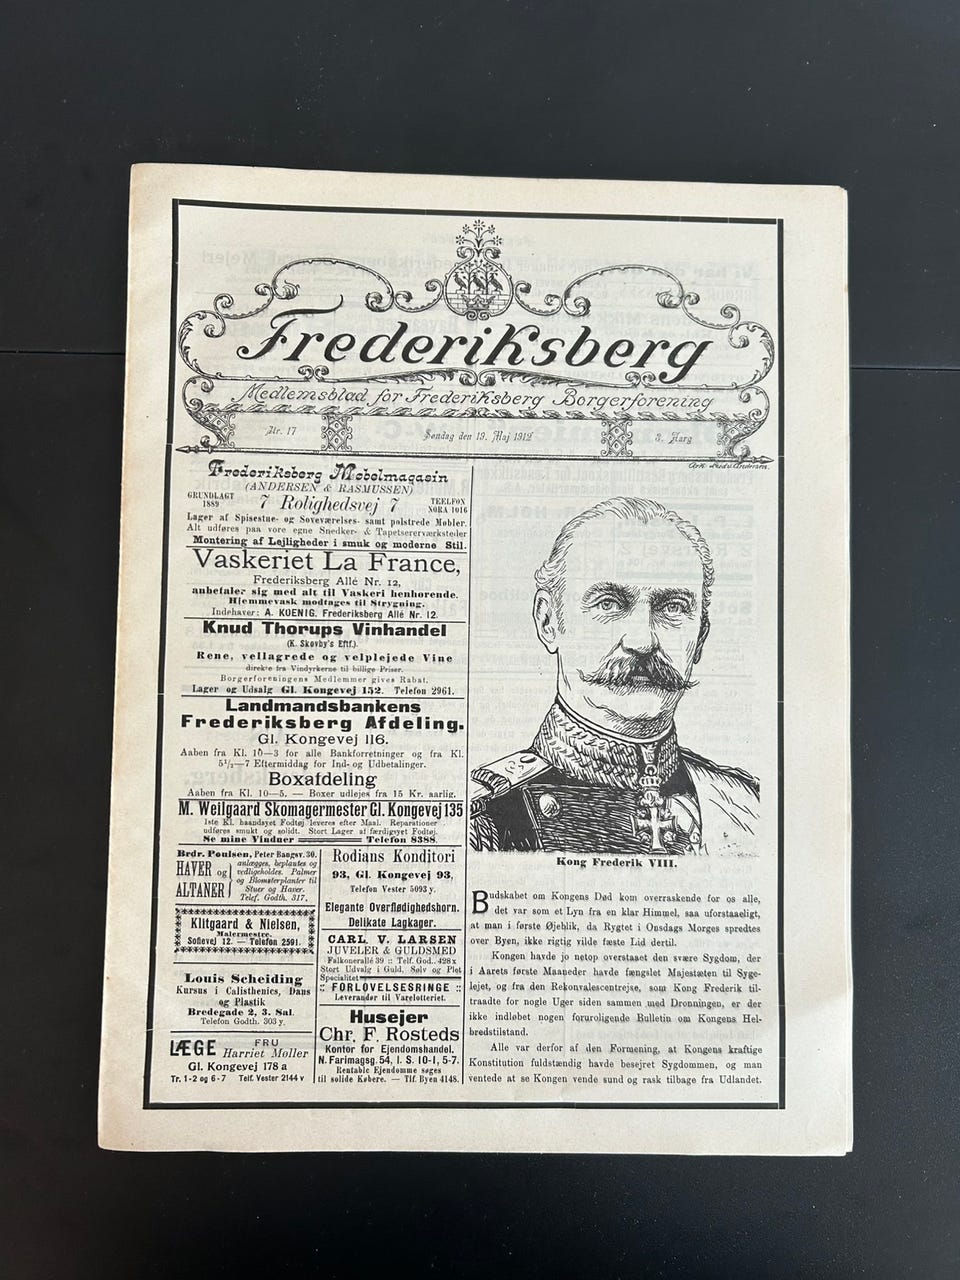 Frederiksberg
Medlemsblad for Frederiksberg Borgerforening
Nr. 17
Søndag den 19. Maj 1912
3. Aarg
Ark.
Frederiksberg Møbelmagasin
(ANDERSEN & RASMUSSEN)
GRUNDLAGT
1889
7 Rolighedsvej 7
TEELFON
NORA 1016
Lager af Spisestue- og Soveværelses- samt polstrede Møbler.
Alt udføres paa vore egne Snedker- & Tapetsererværksteder
Montering af Lejligheder i smuk og moderne Stil.
Vaskeriet La France,
Frederiksberg Allé Nr. 12,
anbefaler sig med alt til Vaskeri henhørende.
Hjemmevask modtages til Strygning.
Indehaver: A. KOENIG. Frederiksberg Allé Nr. 12.
Knud Thorups Vinhandel
(K. Skovby's Eftf.)
Rene, vellagrede og velplejede Vine
direkte fra Vindyrkerne til billige Priser.
Borgerforeningens Medlemmer gives Rabat.
Lager og Udsalg Gl. Kongevej 152. Telefon 2961.
Landmandsbankens
Frederiksberg Afdeling.
Gl. Kongevej 116.
Aaben fra Kl. 10—3 for alle Bankforretninger og fra Kl.
5½—7 Eftermiddag for Ind- og Udbetalinger.
Boxafdeling
Aaben fra Kl. 10—5. — Boxer udlejes fra 15 Kr. aarlig.
M. Weilgaard Skomagermester Gl. Kongevej 135
1ste Kl. haandsyet Fodtøj leveres efter Maal. Reparationer
udføres smukt og solidt. Stort Lager af færdigsyet Fodtøj.
Se mine Vinduer Telefon 8388.
Brdr. Poulsen, Peter Bangsv. 30.
HAVER og
ALTANER
anlægges, beplantes og
vedligeholdes. Palmer
og Blomsterplanter til
Stuer og Haver.
Telef. Godth. 317.
Klitgaard & Nielsen,
Malermestre.
Sofievej 12. — Telefon 2591.
Louis Scheiding
Kursus i Calisthenics, Dans
og Plastik
Bredegade 2, 3. Sal.
Telefon Godth. 303 y.
LÆGE FRU
Harriet Møller
Gl. Kongevej 178 a
Tr. 1-2 og 6-7 Telf. Vester 2144 v
Rodians Konditori
93, Gl. Kongevej 93,
Telefon Vester 5093 y.
Elegante Overflødighedshorn.
Delikate Lagkager.
CARL V. LARSEN
JUVELER & GULDSMED
Falkonerallé 39 :: Telf. God.. 428 x
Stort Udvalg i Guld, Sølv og Plet
Specialitet
:: FORLOVELSESRINGE ::
Leverandør til Varelotteriet.
Husejer
Chr. F. Rosteds
Kontor for Ejendomshandel.
N. Farimagsg. 54, I. S. 10-1, 5-7.
Rentable Ejendomme søges
til solide Købere. — Tlf. Byen 4148.
Kong Frederik VIII.
Budskabet om Kongens Død kom overraskende for os alle,
det var som et Lyn fra en klar Himmel, saa uforstaaeligt,
at man i første Øjeblik, da Rygtet i Onsdags Morges spredtes
over Byen, ikke rigtig vilde fæste Lid dertil.
Kongen havde jo netop overstaaet den svære Sygdom, der
i Aarets første Maaneder havde fængslet Majestæten til Syge-
lejet, og fra den Rekonvalescentrejse, som Kong Frederik til-
traadte for nogle Uger siden sammen med Dronningen, er der
ikke indløbet nogen foruroligende Bulletin om Kongens Hel-
bredstilstand.
Alle var derfor af den Formening, at Kongens kraftige
Konstitution fuldstændig havde besejret Sygdommen, og man
ventede at se Kongen vende sund og rask tilbage fra Udlandet.